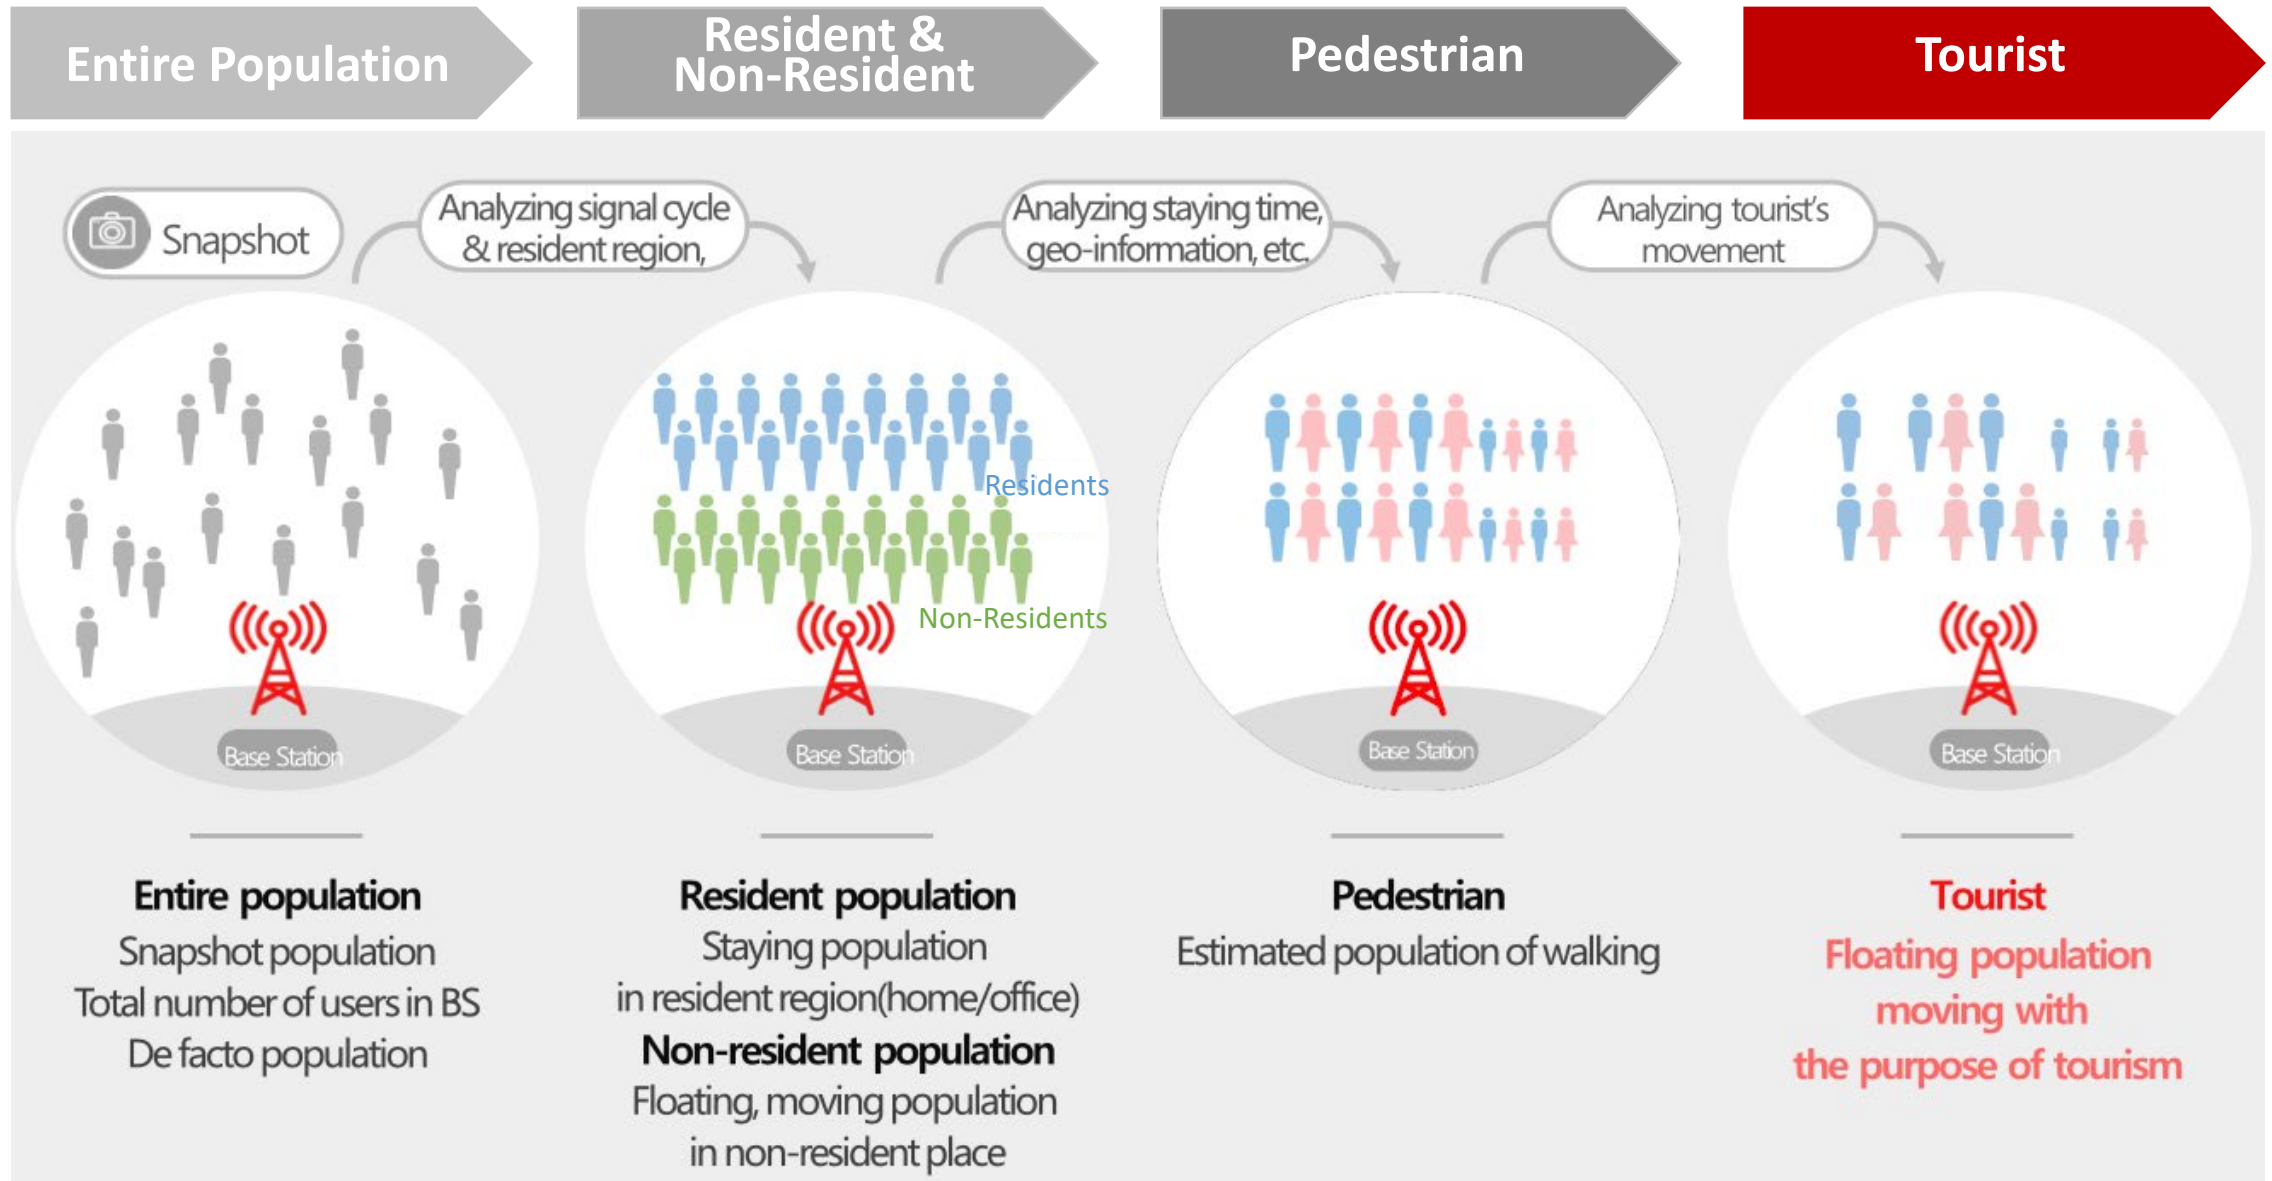 Entire Population
Resident &
Non-Resident
Pedestrian
Tourist
Snapshot
Analyzing signal cycle
& resident region,
Analyzing staying time,
geo-information, etc.
Analyzing tourist's
movement
Residents
Non-Residents
Base Station
Base Station
Base Station
Base Station
Entire population
Snapshot population
Total number of users in BS
De facto population
Resident population
Staying population
in resident region(home/office)
Non-resident population
Floating, moving population
in non-resident place
Pedestrian
Estimated population of walking
Tourist
Floating population
moving with
the purpose of tourism